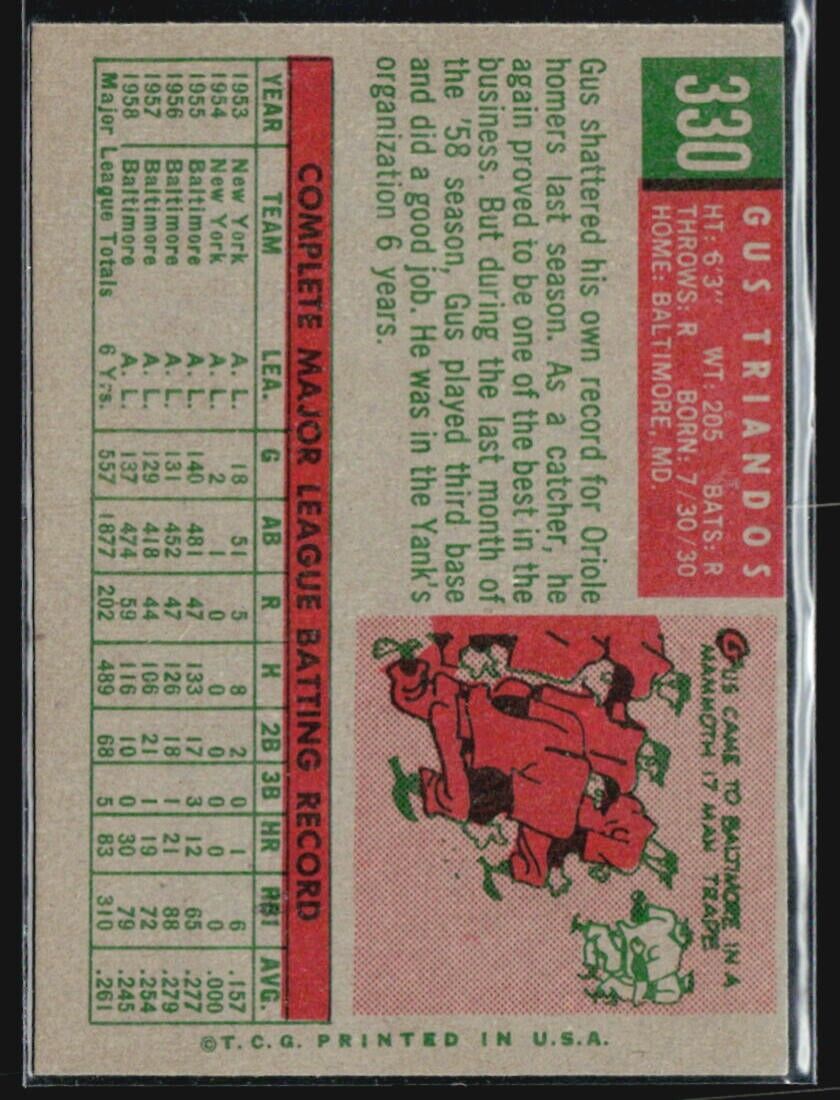 330
GUS TRIANDOS
HT: 6'3" WT: 205 BATS: R
THROWS: R BORN: 7/30/30
HOME: BALTIMORE, MD
Gus shattered his own record for Oriole
homers last season. As a catcher, he
again proved to be one of the best in the
business. But during the last month of
the '58 season, Gus played third base
and did a good job. He was in the Yank's
organization 6 years.
GUS CAME TO BALTIMORE IN A
MAMMOTH 17 MAN TRADE
COMPLETE MAJOR LEAGUE BATTING RECORD
YEAR TEAM LEA. G AB R H 2B 3B HR RBI AVG.
1953 New York A. L. 18 51 5 8 2 0 1 6 .157
1954 New York A. L. 2 1 0 0 0 0 0 0 .000
1955 Baltimore A. L. 140 481 47 133 17 3 12 65 .277
1956 Baltimore A. L. 131 452 47 126 18 1 21 88 .279
1957 Baltimore A. L. 129 418 44 106 21 1 19 72 .254
1958 Baltimore A. L. 137 474 59 116 10 0 30 79 .245
Major League Totals 6 Yrs. 557 1877 202 489 68 5 83 310 .261
©T.C.G. PRINTED IN U.S.A.